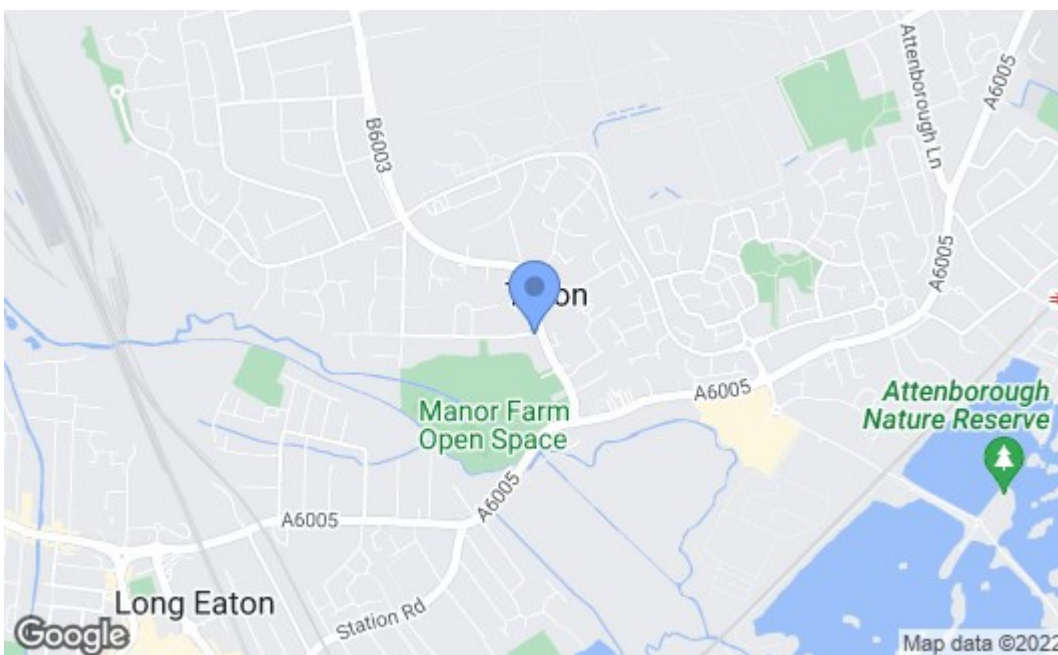 Attenborough Ln
A6005
B6003
A6005
A6005
Attenborough
Nature Reserve
Manor Farm
Open Space
A6005
A6005
Long Eaton
Station Rd
Google
Map data ©2022